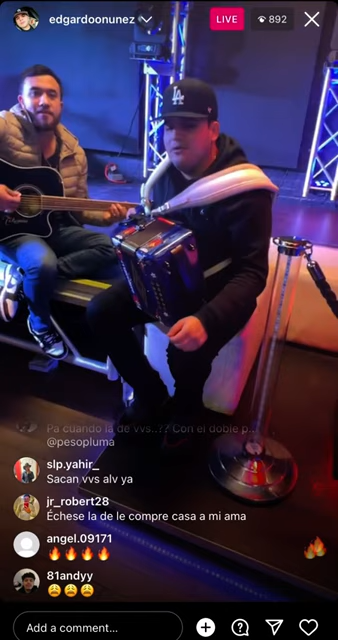 edgardoonunez
LIVE
892
LA
Pa cuando la de vvs..?? Con el doble p...
@pesopluma
slp.yahir_
Sacan vvs alv ya
jr_robert28
Échese la de le compre casa a mi ama
angel.09171
🔥🔥🔥🔥
81andyy
😩😩😩
Add a comment...